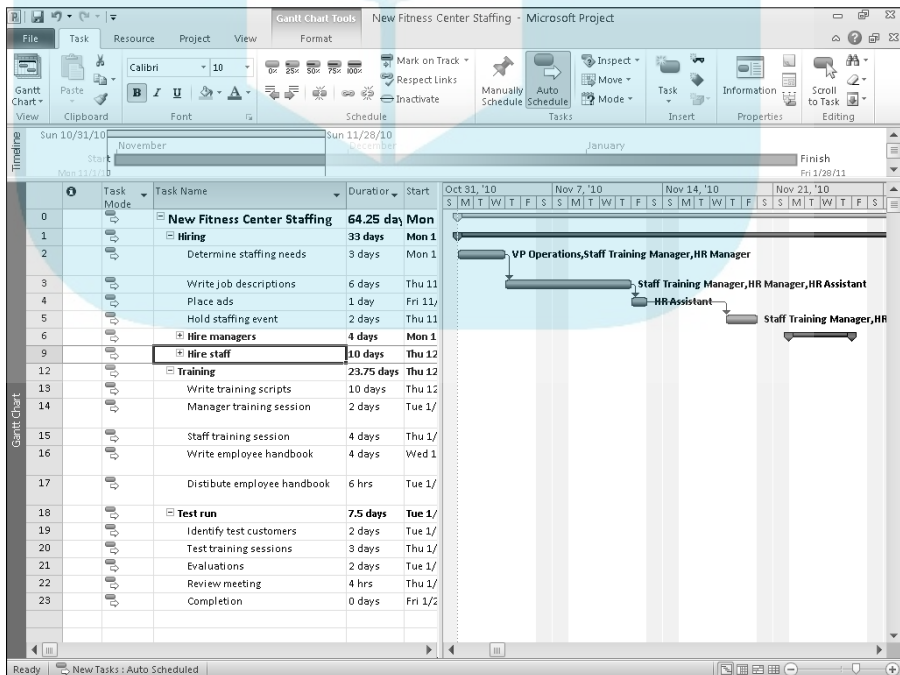 Gantt Chart Tools New Fitness Center Staffing - Microsoft Project
File Task Resource Project View Format
Calibri 10
0% 25% 50% 75% 100%
Mark on Track
Respect Links
Inactivate
Inspect
Move
Mode
B I U A
Gantt Chart
Paste
Manually Schedule
Auto Schedule
Task
Information
Scroll to Task
View Clipboard Font Schedule Tasks Insert Properties Editing
Timeline
Sun 10/31/10 Sun 11/28/10
November December January
Start Finish
Mon 11/1/10 Fri 1/28/11
Task Mode Task Name Duration Start
Oct 31, '10 Nov 7, '10 Nov 14, '10 Nov 21, '10
S M T W T F S S M T W T F S S M T W T F S S M T W T F S
0 New Fitness Center Staffing 64.25 day Mon
1 Hiring 33 days Mon 1
2 Determine staffing needs 3 days Mon 1 VP Operations,Staff Training Manager,HR Manager
3 Write job descriptions 6 days Thu 11 Staff Training Manager,HR Manager,HR Assistant
4 Place ads 1 day Fri 11/ HR Assistant
5 Hold staffing event 2 days Thu 11 Staff Training Manager,HR
6 Hire managers 4 days Mon 1
9 Hire staff 10 days Thu 12
12 Training 23.75 days Thu 12
13 Write training scripts 10 days Thu 12
14 Manager training session 2 days Tue 1/
15 Staff training session 4 days Thu 1/
16 Write employee handbook 4 days Wed 1
17 Distibute employee handbook 6 hrs Tue 1/
18 Test run 7.5 days Tue 1/
19 Identify test customers 2 days Tue 1/
20 Test training sessions 3 days Thu 1/
21 Evaluations 2 days Tue 1/
22 Review meeting 4 hrs Thu 1/
23 Completion 0 days Fri 1/2
Gantt Chart
Ready New Tasks : Auto Scheduled